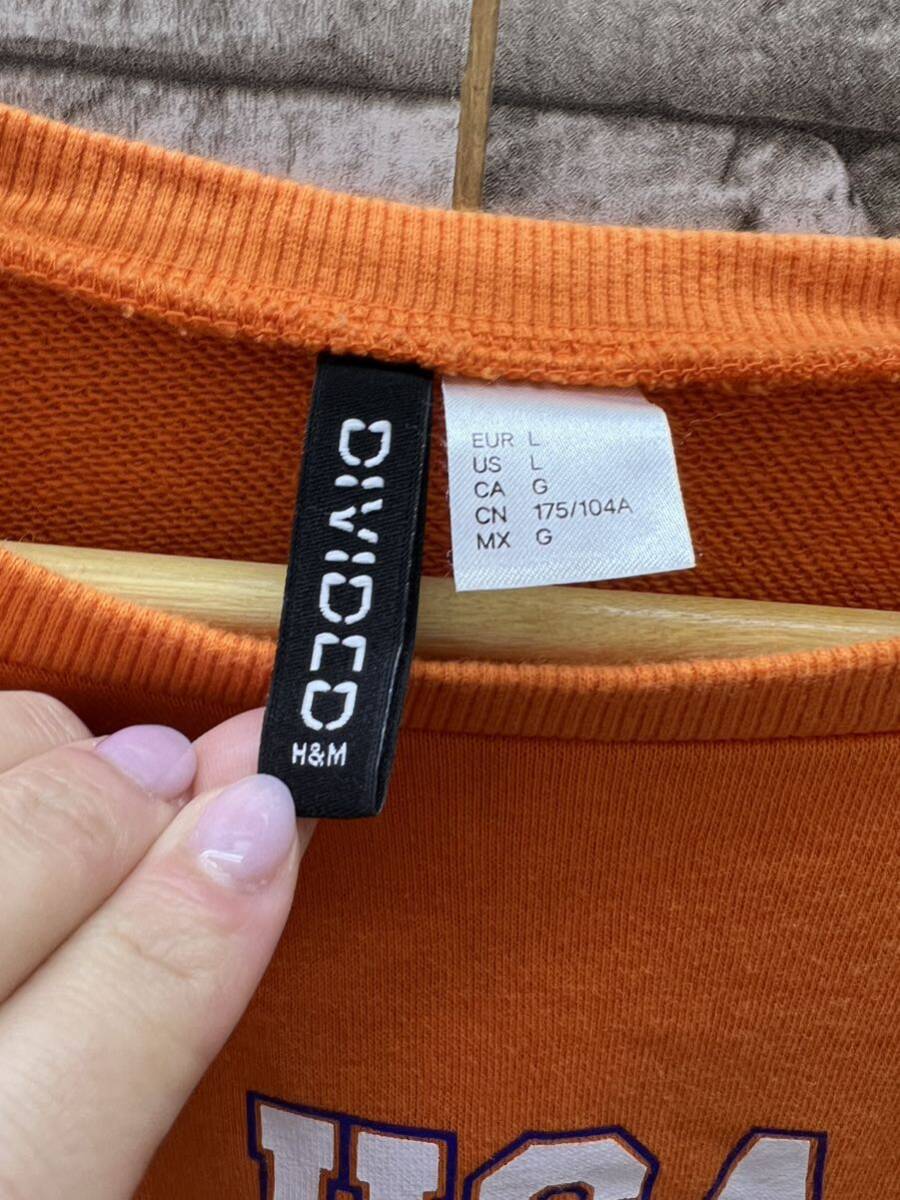 DIVIDED
H&M
EUR L
US L
CA G
CN 175/104A
MX G